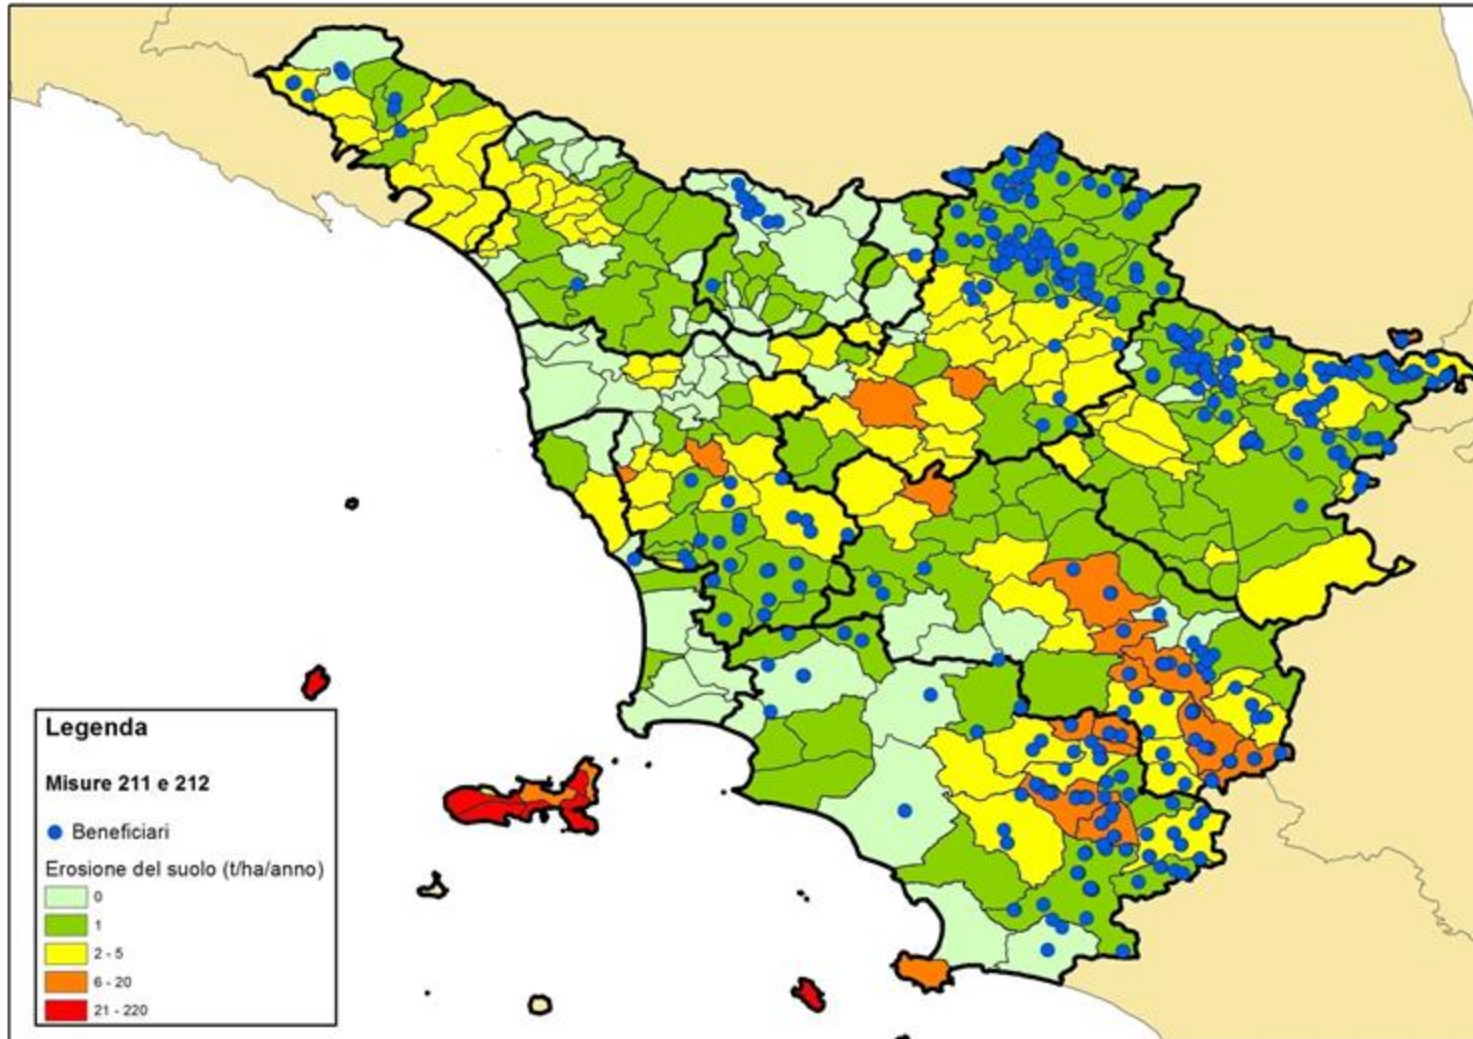 Legenda
Misure 211 e 212
Beneficiari
Erosione del suolo (t/ha/anno)
0
1
2 - 5
6 - 20
21 - 220